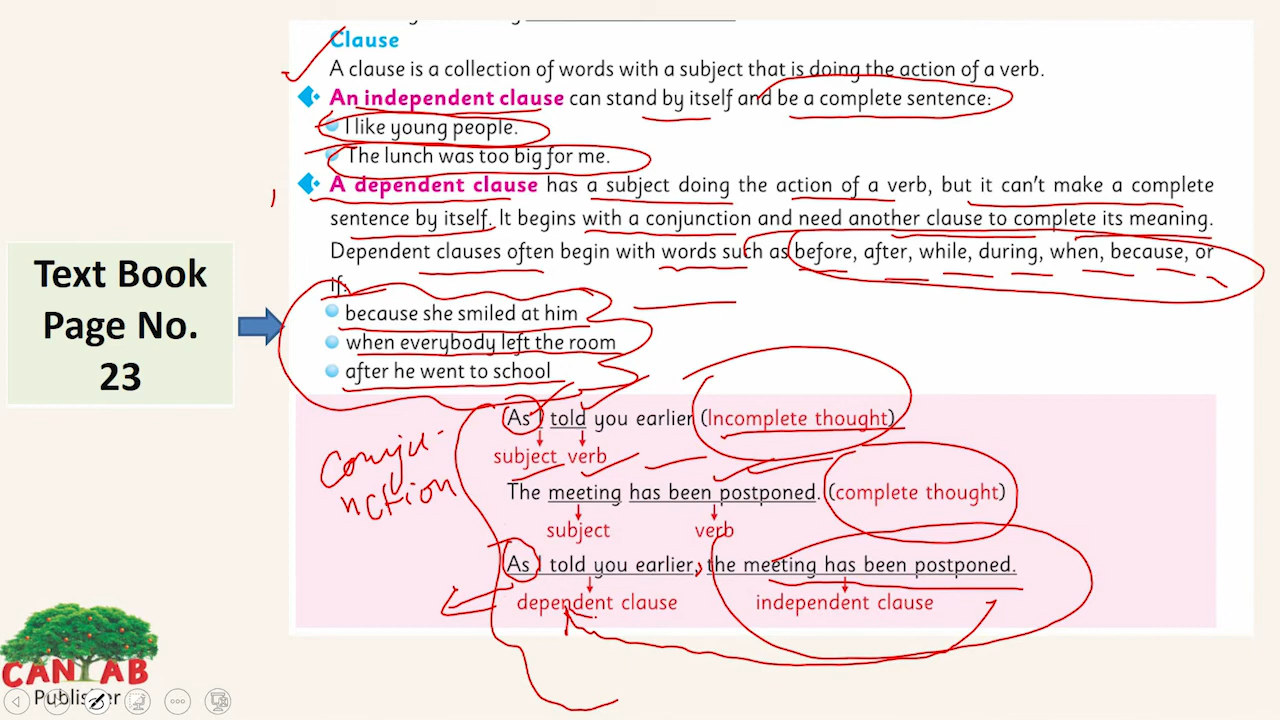 Clause
A clause is a collection of words with a subject that is doing the action of a verb.
An independent clause can stand by itself and be a complete sentence:
I like young people.
The lunch was too big for me.
A dependent clause has a subject doing the action of a verb, but it can't make a complete
sentence by itself. It begins with a conjunction and need another clause to complete its meaning.
Dependent clauses often begin with words such as before, after, while, during, when, because, or
if:
because she smiled at him
when everybody left the room
after he went to school
Text Book
Page No.
23
As I told you earlier (Incomplete thought)
subject verb
The meeting has been postponed. (complete thought)
subject verb
As I told you earlier, the meeting has been postponed.
dependent clause independent clause
conju-
nction
CANTAB
Publisher